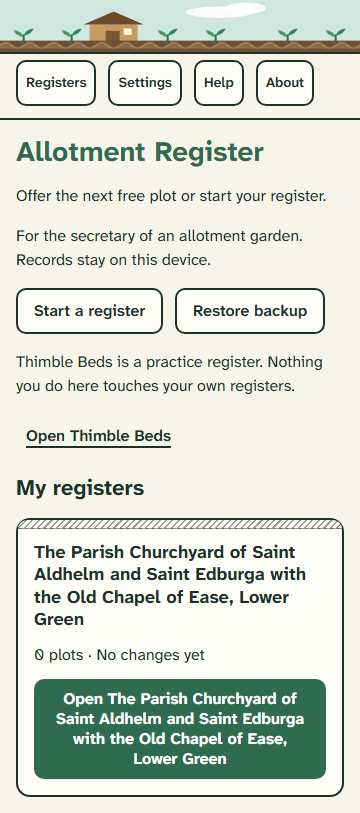 Registers
Settings
Help
About
Allotment Register
Offer the next free plot or start your register.
For the secretary of an allotment garden.
Records stay on this device.
Start a register
Restore backup
Thimble Beds is a practice register. Nothing
you do here touches your own registers.
Open Thimble Beds
My registers
The Parish Churchyard of Saint
Aldhelm and Saint Edburga with
the Old Chapel of Ease, Lower
Green
0 plots · No changes yet
Open The Parish Churchyard of
Saint Aldhelm and Saint Edburga
with the Old Chapel of Ease,
Lower Green